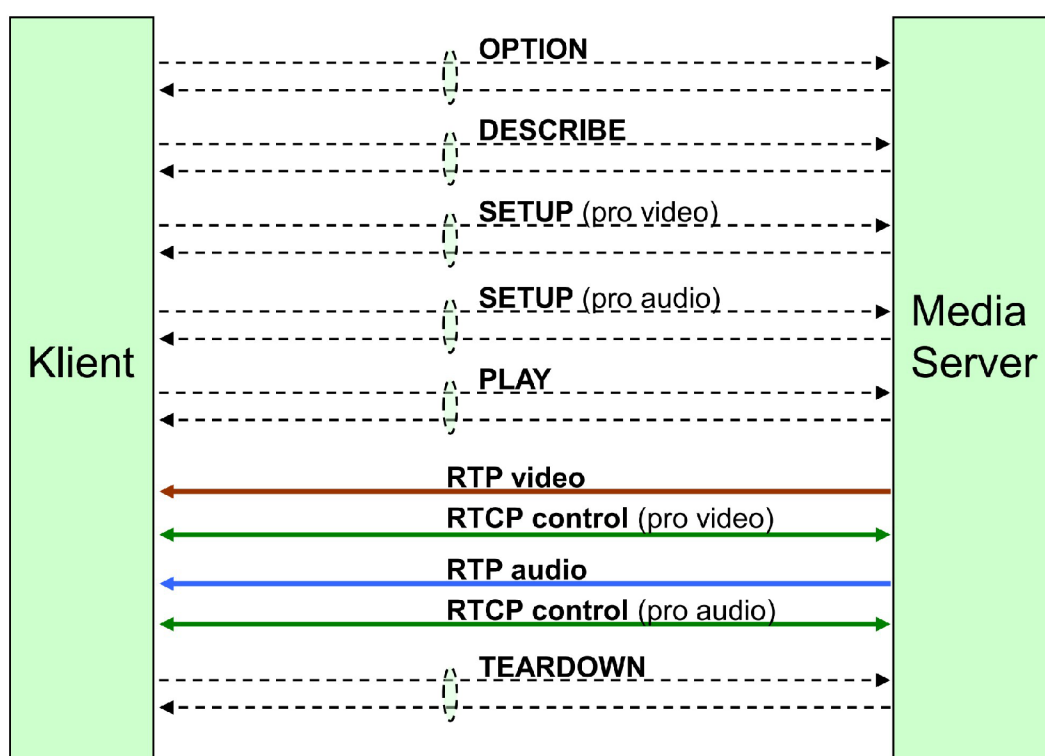 OPTION
DESCRIBE
SETUP (pro video)
SETUP (pro audio)
Klient
Media
Server
PLAY
RTP video
RTCP control (pro video)
RTP audio
RTCP control (pro audio)
TEARDOWN